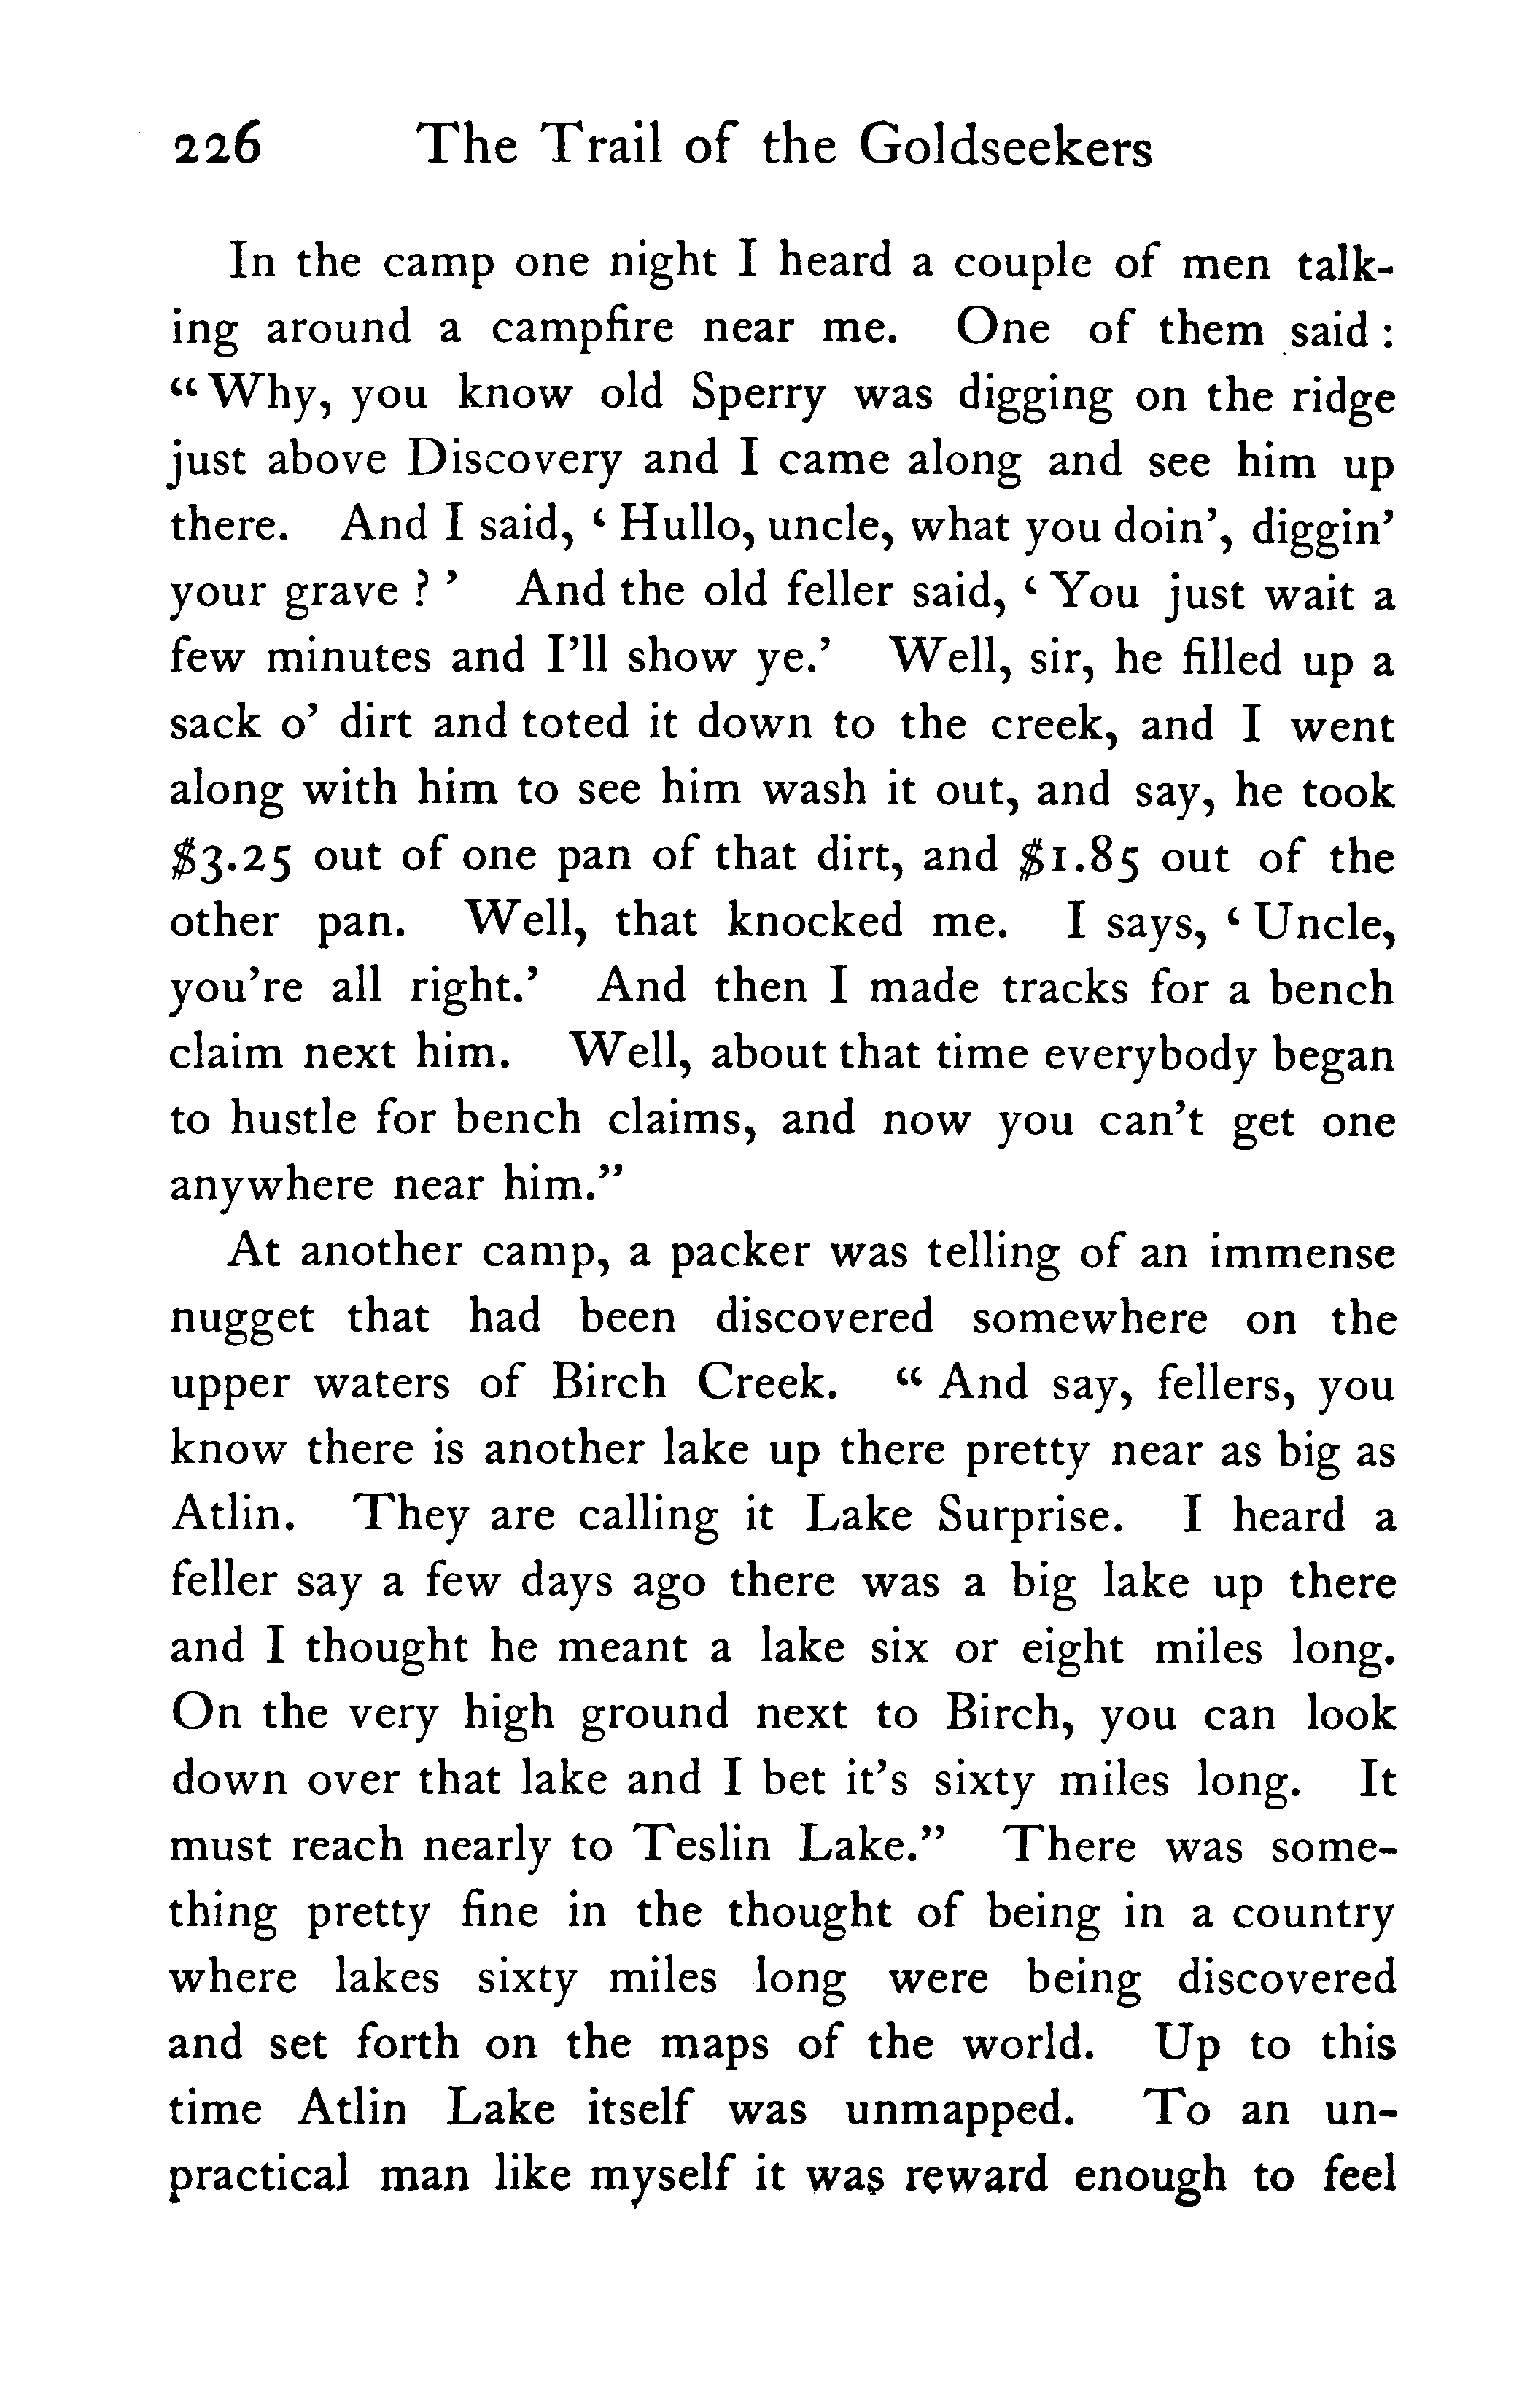 226 The Trail of the Goldseekers
In the camp one night I heard a couple of men talk-
ing around a campfire near me. One of them said :
“ Why, you know old Sperry was digging on the ridge
just above Discovery and I came along and see him up
there. And I said, ‘ Hullo, uncle, what you doin’, diggin’
your grave ? ’ And the old feller said, ‘ You just wait a
few minutes and I’ll show ye.’ Well, sir, he filled up a
sack o’ dirt and toted it down to the creek, and I went
along with him to see him wash it out, and say, he took
$3.25 out of one pan of that dirt, and $1.85 out of the
other pan. Well, that knocked me. I says, ‘ Uncle,
you’re all right.’ And then I made tracks for a bench
claim next him. Well, about that time everybody began
to hustle for bench claims, and now you can’t get one
anywhere near him.”
At another camp, a packer was telling of an immense
nugget that had been discovered somewhere on the
upper waters of Birch Creek. “ And say, fellers, you
know there is another lake up there pretty near as big as
Atlin. They are calling it Lake Surprise. I heard a
feller say a few days ago there was a big lake up there
and I thought he meant a lake six or eight miles long.
On the very high ground next to Birch, you can look
down over that lake and I bet it’s sixty miles long. It
must reach nearly to Teslin Lake.” There was some-
thing pretty fine in the thought of being in a country
where lakes sixty miles long were being discovered
and set forth on the maps of the world. Up to this
time Atlin Lake itself was unmapped. To an un-
practical man like myself it was reward enough to feel